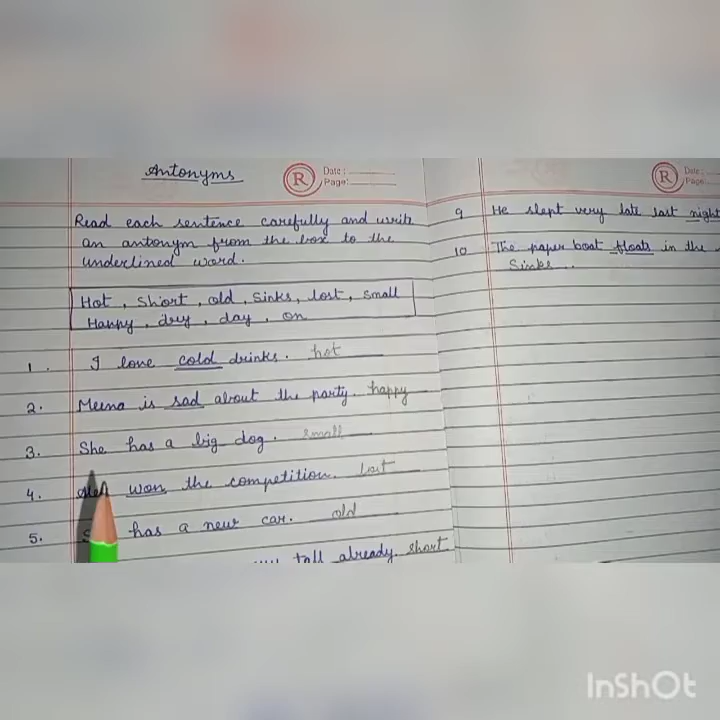 Antonyms
R Date: Page:
Read each sentence carefully and write
an antonym from the box to the
underlined word.
Hot, Short, old, Sinks, lost, small
Happy, dry, day, on
1. I love cold drinks. hot
2. Meena is sad about the party. happy
3. She has a big dog. small
4. won the competition. Lost
5. has a new car. old
tall already. short
R Date: Page:
9 He slept very late last night
10 The paper boat floats in the
Sinks..
InShOt